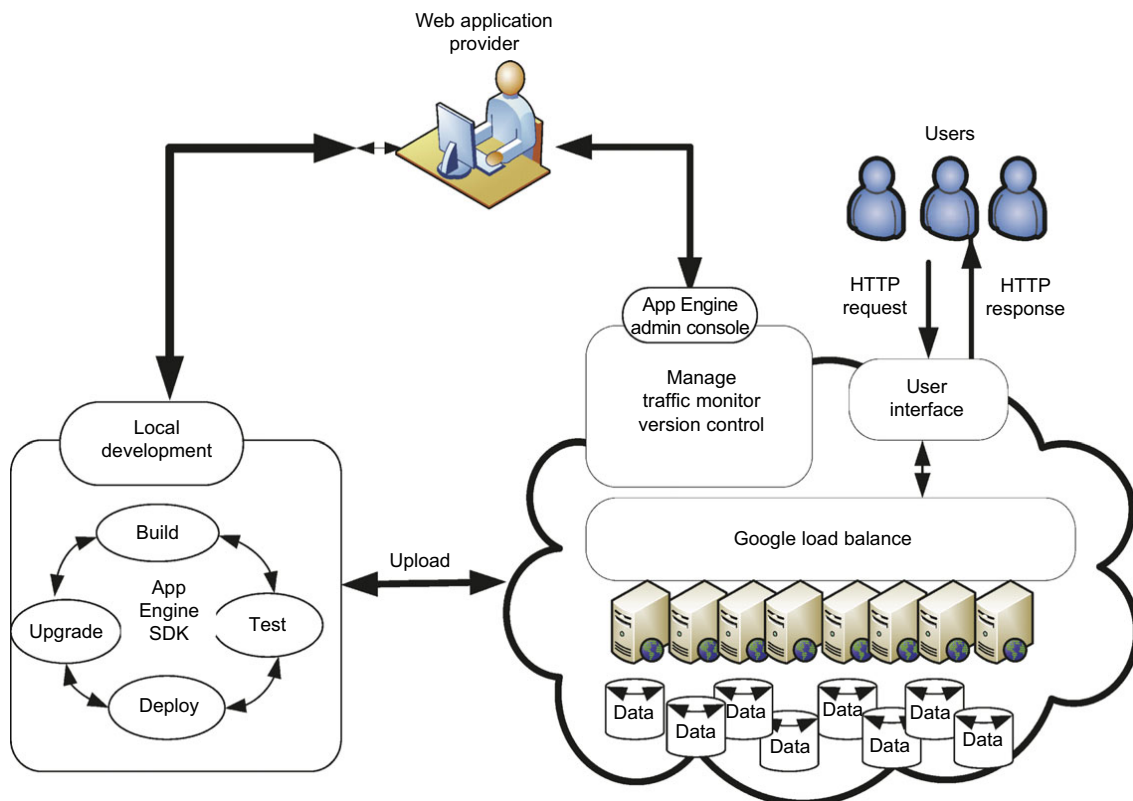 Web application
provider
Users
HTTP
request
HTTP
response
App Engine
admin console
Manage
traffic monitor
version control
User
interface
Local
development
Build
App
Engine
SDK
Upgrade
Test
Deploy
Upload
Google load balance
Data
Data
Data
Data
Data
Data
Data
Data